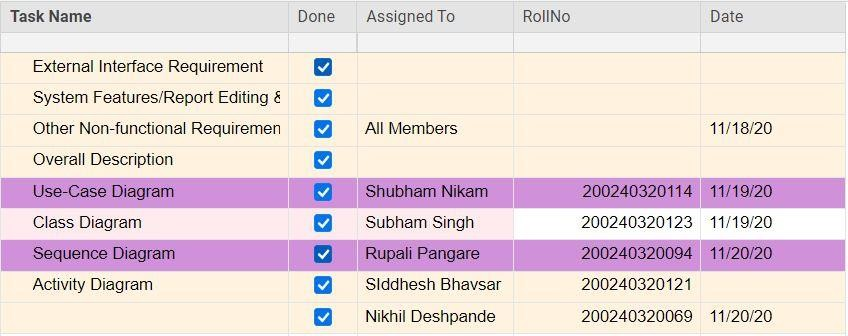 Task Name Done Assigned To RollNo Date
External Interface Requirement
System Features/Report Editing &
Other Non-functional Requiremen All Members 11/18/20
Overall Description
Use-Case Diagram Shubham Nikam 200240320114 11/19/20
Class Diagram Subham Singh 200240320123 11/19/20
Sequence Diagram Rupali Pangare 200240320094 11/20/20
Activity Diagram SIddhesh Bhavsar 200240320121
Nikhil Deshpande 200240320069 11/20/20